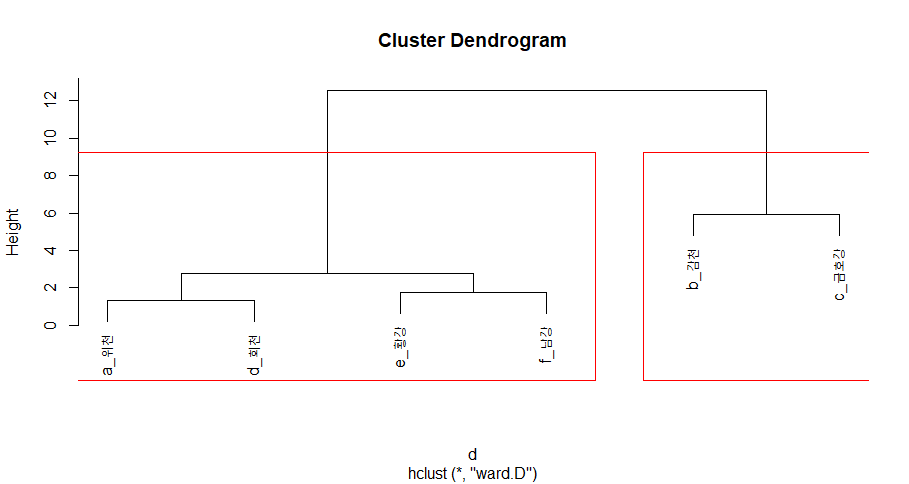 Cluster Dendrogram
Height
0 2 4 6 8 10 12
a_위천
d_회천
e_황강
f_남강
b_감천
c_금호강
d
hclust (*, "ward.D")